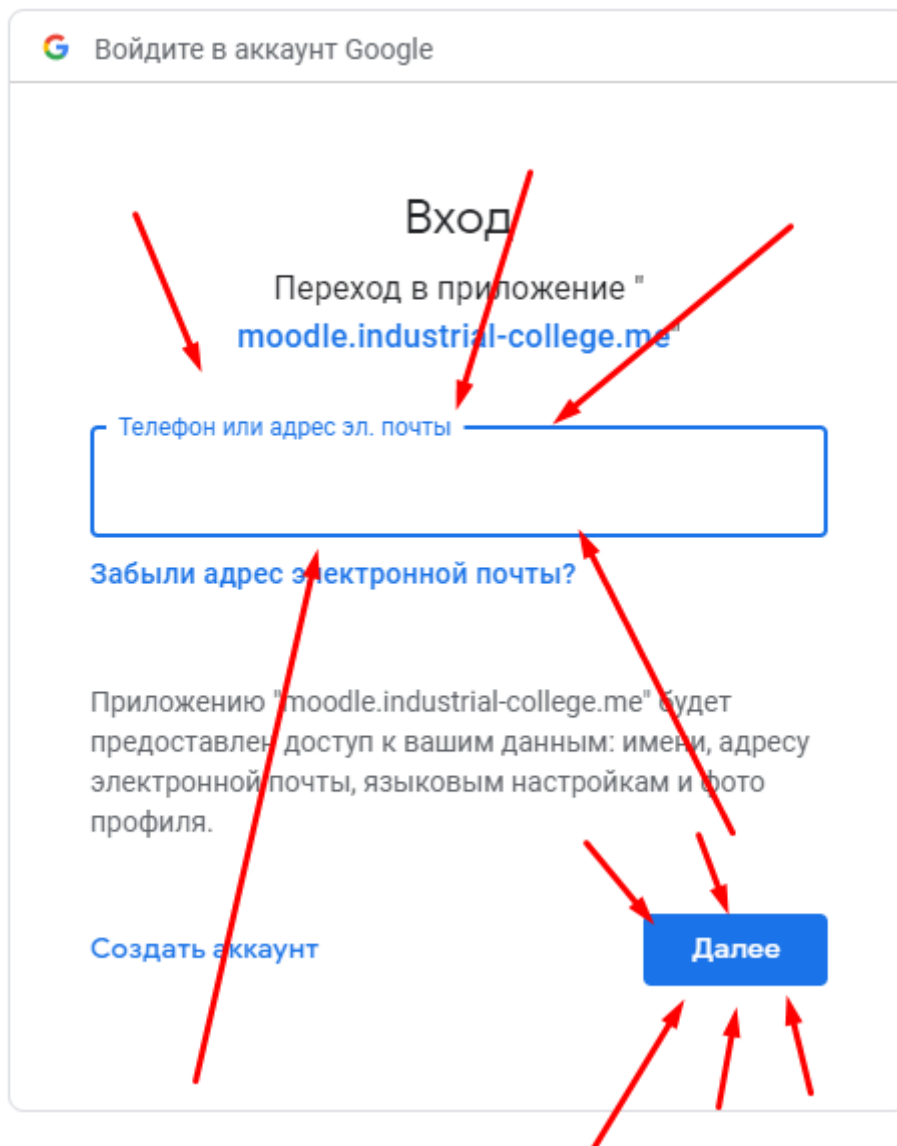 Войдите в аккаунт Google
Вход
Переход в приложение "
moodle.industrial-college.me"
Телефон или адрес эл. почты
Забыли адрес электронной почты?
Приложению "moodle.industrial-college.me" будет
предоставлен доступ к вашим данным: имени, адресу
электронной почты, языковым настройкам и фото
профиля.
Создать аккаунт
Далее